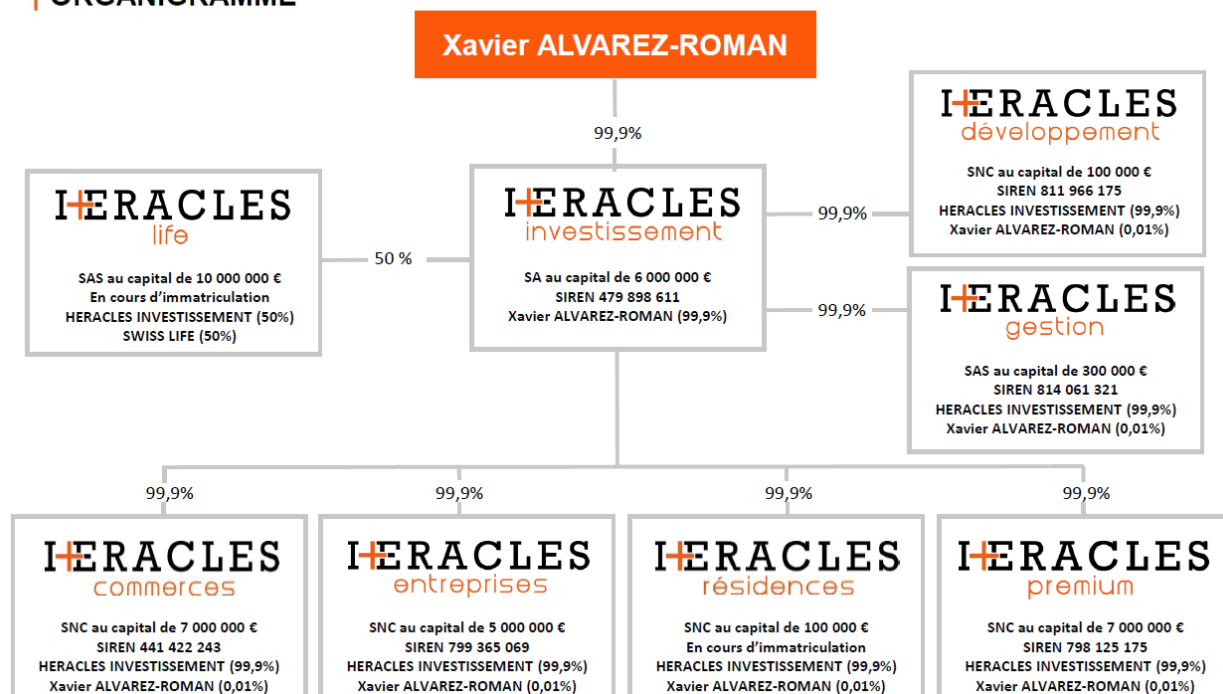 ORGANIGRAMME
Xavier ALVAREZ-ROMAN
99,9%
HERACLES
développement
SNC au capital de 100 000 €
SIREN 811 966 175
HERACLES INVESTISSEMENT (99,9%)
Xavier ALVAREZ-ROMAN (0,01%)
HERACLES
life
SAS au capital de 10 000 000 €
En cours d’immatriculation
HERACLES INVESTISSEMENT (50%)
SWISS LIFE (50%)
50 %
HERACLES
investissement
SA au capital de 6 000 000 €
SIREN 479 898 611
Xavier ALVAREZ-ROMAN (99,9%)
99,9%
99,9%
HERACLES
gestion
SAS au capital de 300 000 €
SIREN 814 061 321
HERACLES INVESTISSEMENT (99,9%)
Xavier ALVAREZ-ROMAN (0,01%)
99,9%
99,9%
99,9%
99,9%
HERACLES
commerces
SNC au capital de 7 000 000 €
SIREN 441 422 243
HERACLES INVESTISSEMENT (99,9%)
Xavier ALVAREZ-ROMAN (0,01%)
HERACLES
entreprises
SNC au capital de 5 000 000 €
SIREN 799 365 069
HERACLES INVESTISSEMENT (99,9%)
Xavier ALVAREZ-ROMAN (0,01%)
HERACLES
résidences
SNC au capital de 100 000 €
En cours d’immatriculation
HERACLES INVESTISSEMENT (99,9%)
Xavier ALVAREZ-ROMAN (0,01%)
HERACLES
premium
SNC au capital de 7 000 000 €
SIREN 798 125 175
HERACLES INVESTISSEMENT (99,9%)
Xavier ALVAREZ-ROMAN (0,01%)